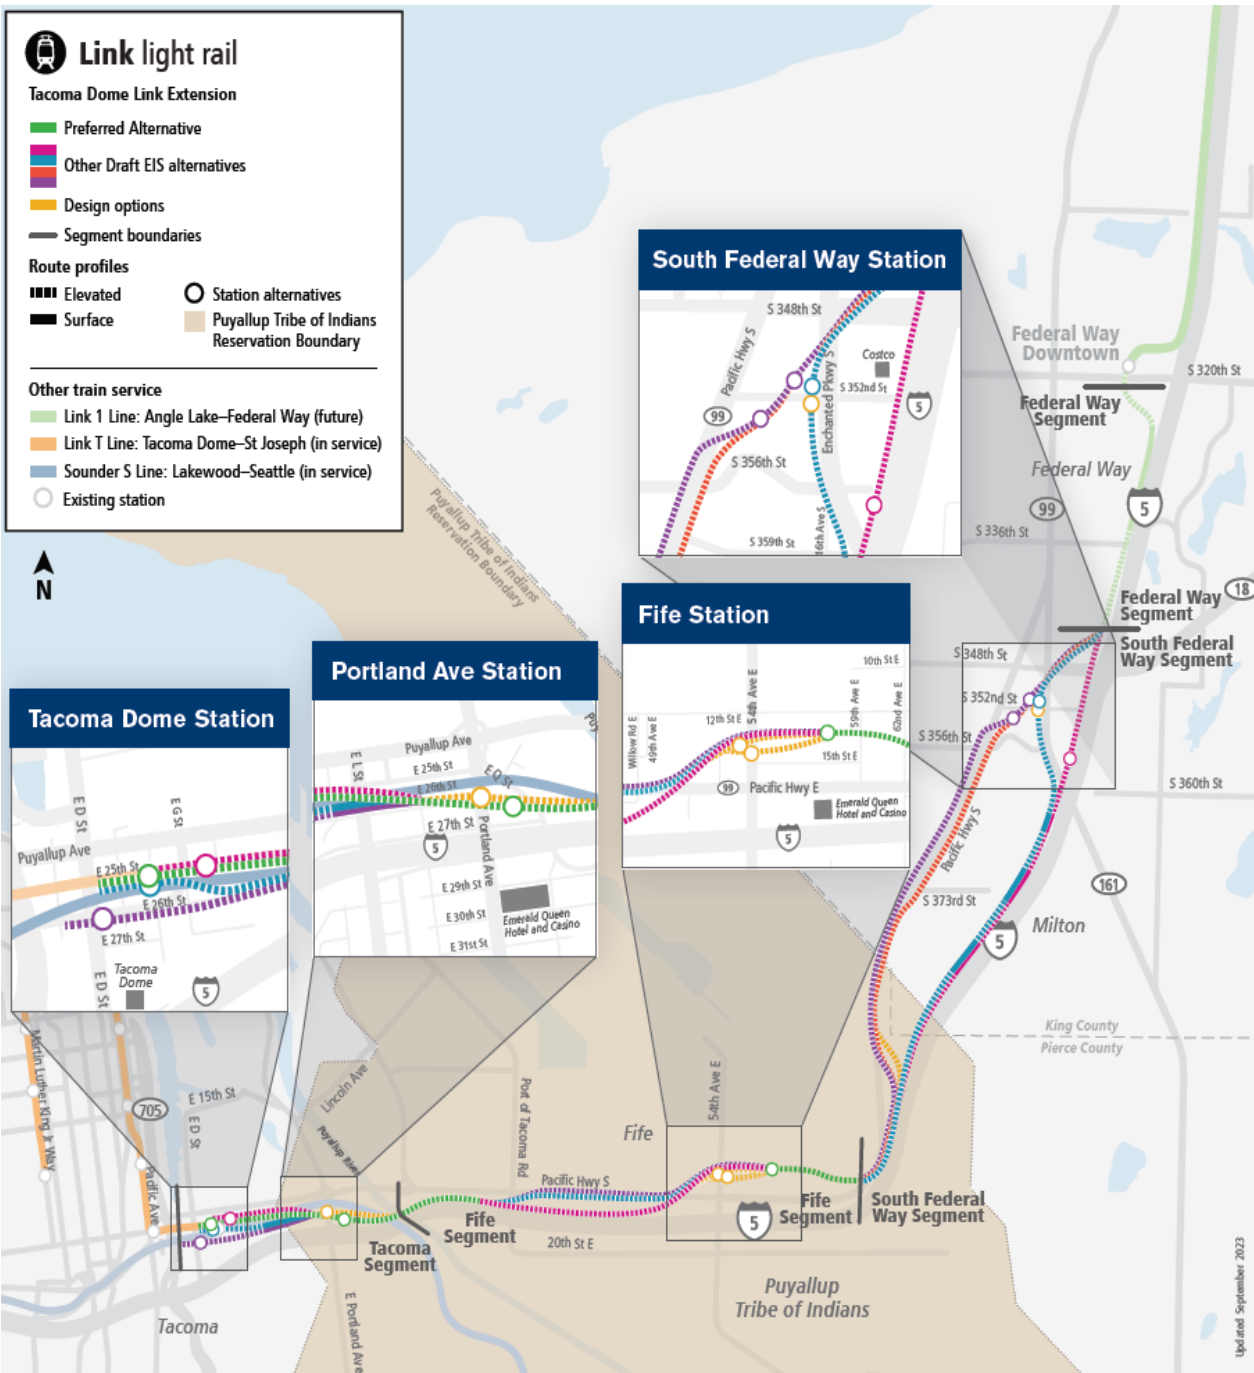 Link light rail
Tacoma Dome Link Extension
Preferred Alternative
Other Draft EIS alternatives
Design options
Segment boundaries
Route profiles
Elevated
Surface
Station alternatives
Puyallup Tribe of Indians
Reservation Boundary
Other train service
Link 1 Line: Angle Lake–Federal Way (future)
Link T Line: Tacoma Dome–St Joseph (in service)
Sounder S Line: Lakewood–Seattle (in service)
Existing station
N
Puyallup Tribe of Indians
Reservation Boundary
South Federal Way Station
S 348th St
Pacific Hwy S
Costco
Enchanted Pkwy S
S 352nd St
99
5
S 356th St
16th Ave S
S 359th St
Federal Way
Downtown
S 320th St
Federal Way
Segment
Federal Way
99
5
S 336th St
18
Federal Way
Segment
South Federal
Way Segment
S 348th St
S 352nd St
S 356th St
S 360th St
Pacific Hwy S
S 373rd St
161
5
Milton
King County
Pierce County
Fife Station
10th St E
54th Ave E
59th Ave E
62nd Ave E
12th St E
Willow Rd E
49th Ave E
15th St E
99
Pacific Hwy E
Emerald Queen
Hotel and Casino
5
Portland Ave Station
Puy
Puyallup Ave
E L St
E 25th St
E Q St
E 26th St
E 27th St
5
Portland Ave
E 29th St
E 30th St
E 31st St
Emerald Queen
Hotel and Casino
Tacoma Dome Station
E D St
E G St
Puyallup Ave
E 25th St
E 26th St
E 27th St
Tacoma
Dome
E D St
5
Martin Luther King Jr Way
705
E 15th St
E D St
Pacific Ave
Lincoln Ave
Puyallup River
Port of Tacoma Rd
54th Ave E
Fife
Pacific Hwy S
Fife
Segment
5
Fife
Segment
South Federal
Way Segment
Tacoma
Segment
20th St E
Puyallup
Tribe of Indians
Tacoma
E Portland Ave
Updated September 2023